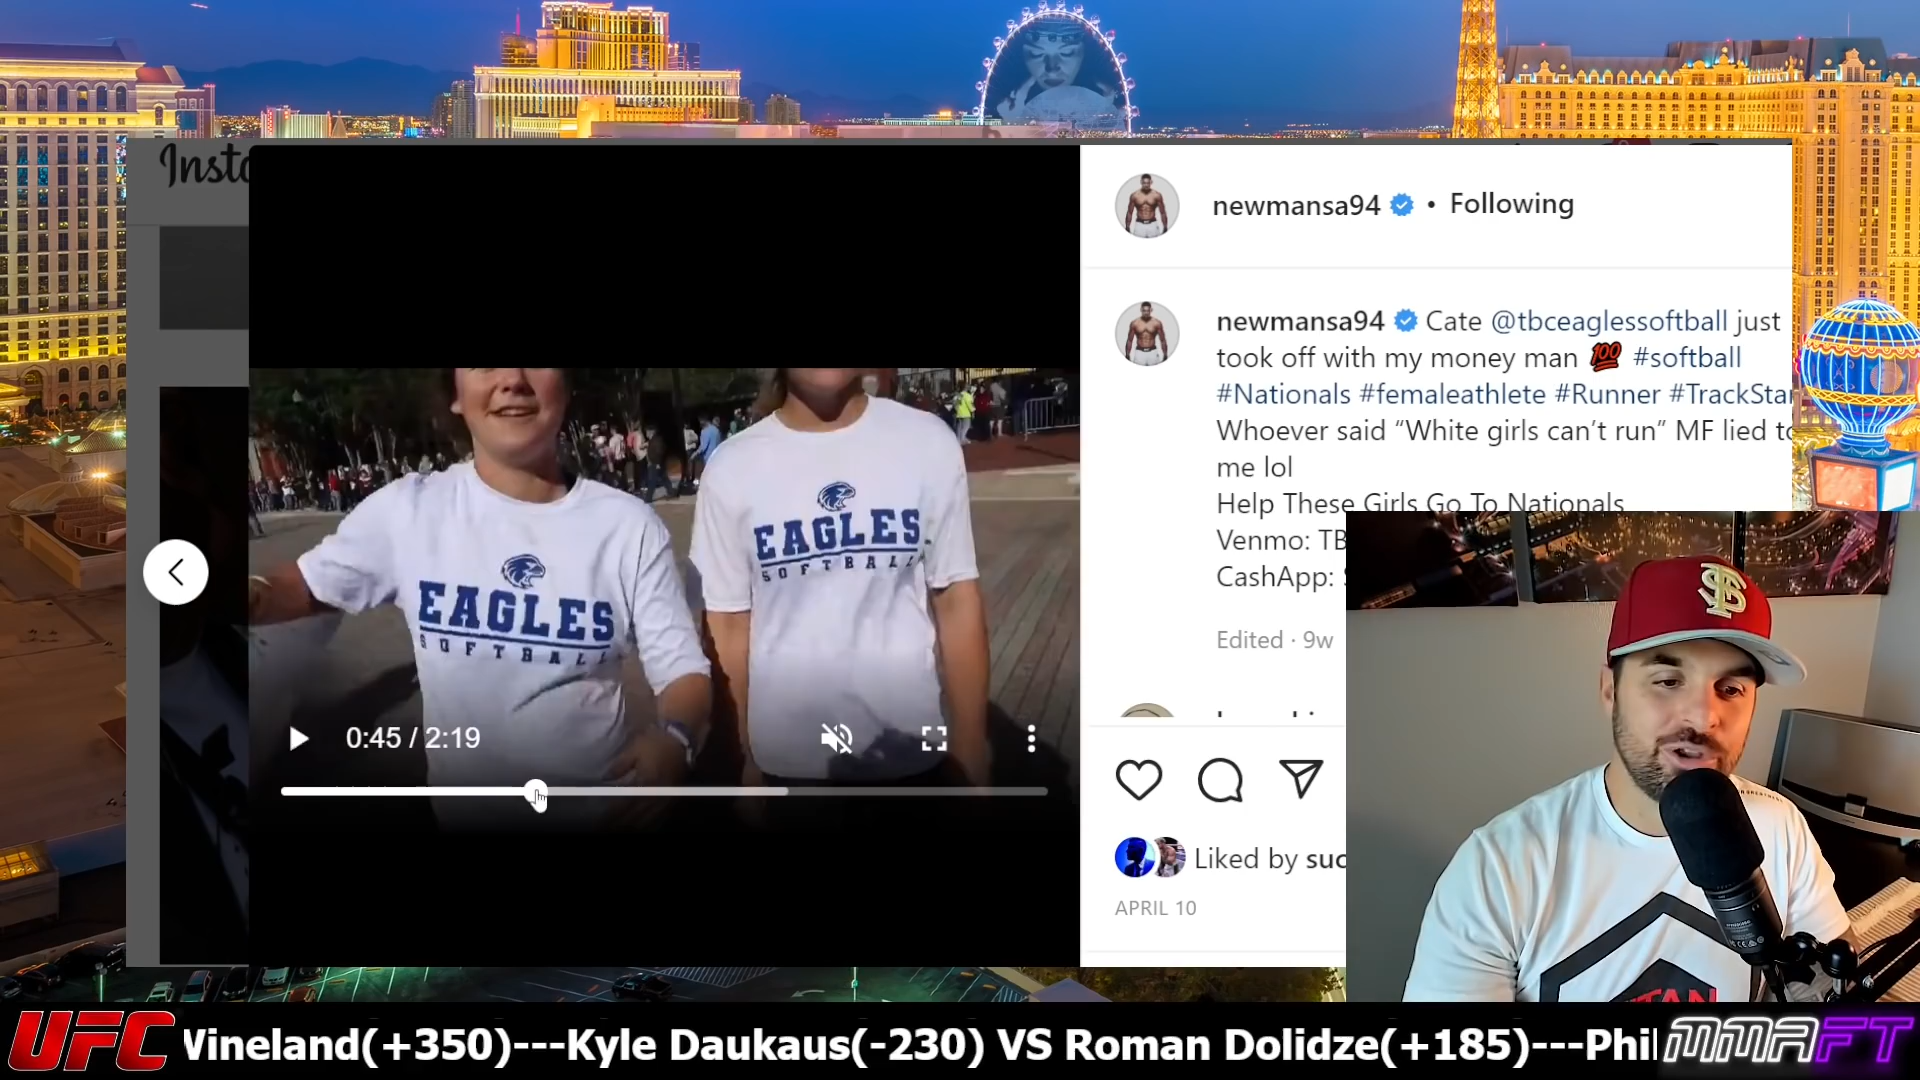 Insta
newmansa94 • Following
newmansa94 Cate @tbceaglessoftball just
took off with my money man 💯 #softball
#Nationals #femaleathlete #Runner #TrackStar
Whoever said “White girls can’t run” MF lied to
me lol
Help These Girls Go To Nationals
Venmo: TB
CashApp:
Edited · 9w
EAGLES
SOFTBALL
EAGLES
SOFTBALL
0:45 / 2:19
Liked by suc
APRIL 10
UFC
Vineland(+350)---Kyle Daukaus(-230) VS Roman Dolidze(+185)---Phil
MMAFT